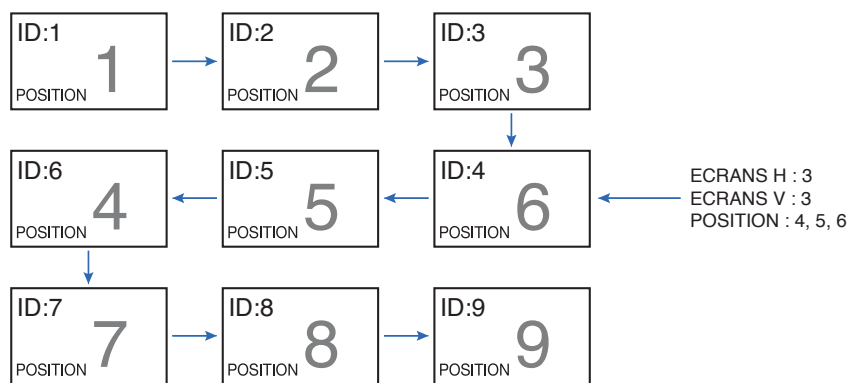 ID:1
POSITION 1
ID:2
POSITION 2
ID:3
POSITION 3
ID:6
POSITION 4
ID:5
POSITION 5
ID:4
POSITION 6
ECRANS H : 3
ECRANS V : 3
POSITION : 4, 5, 6
ID:7
POSITION 7
ID:8
POSITION 8
ID:9
POSITION 9